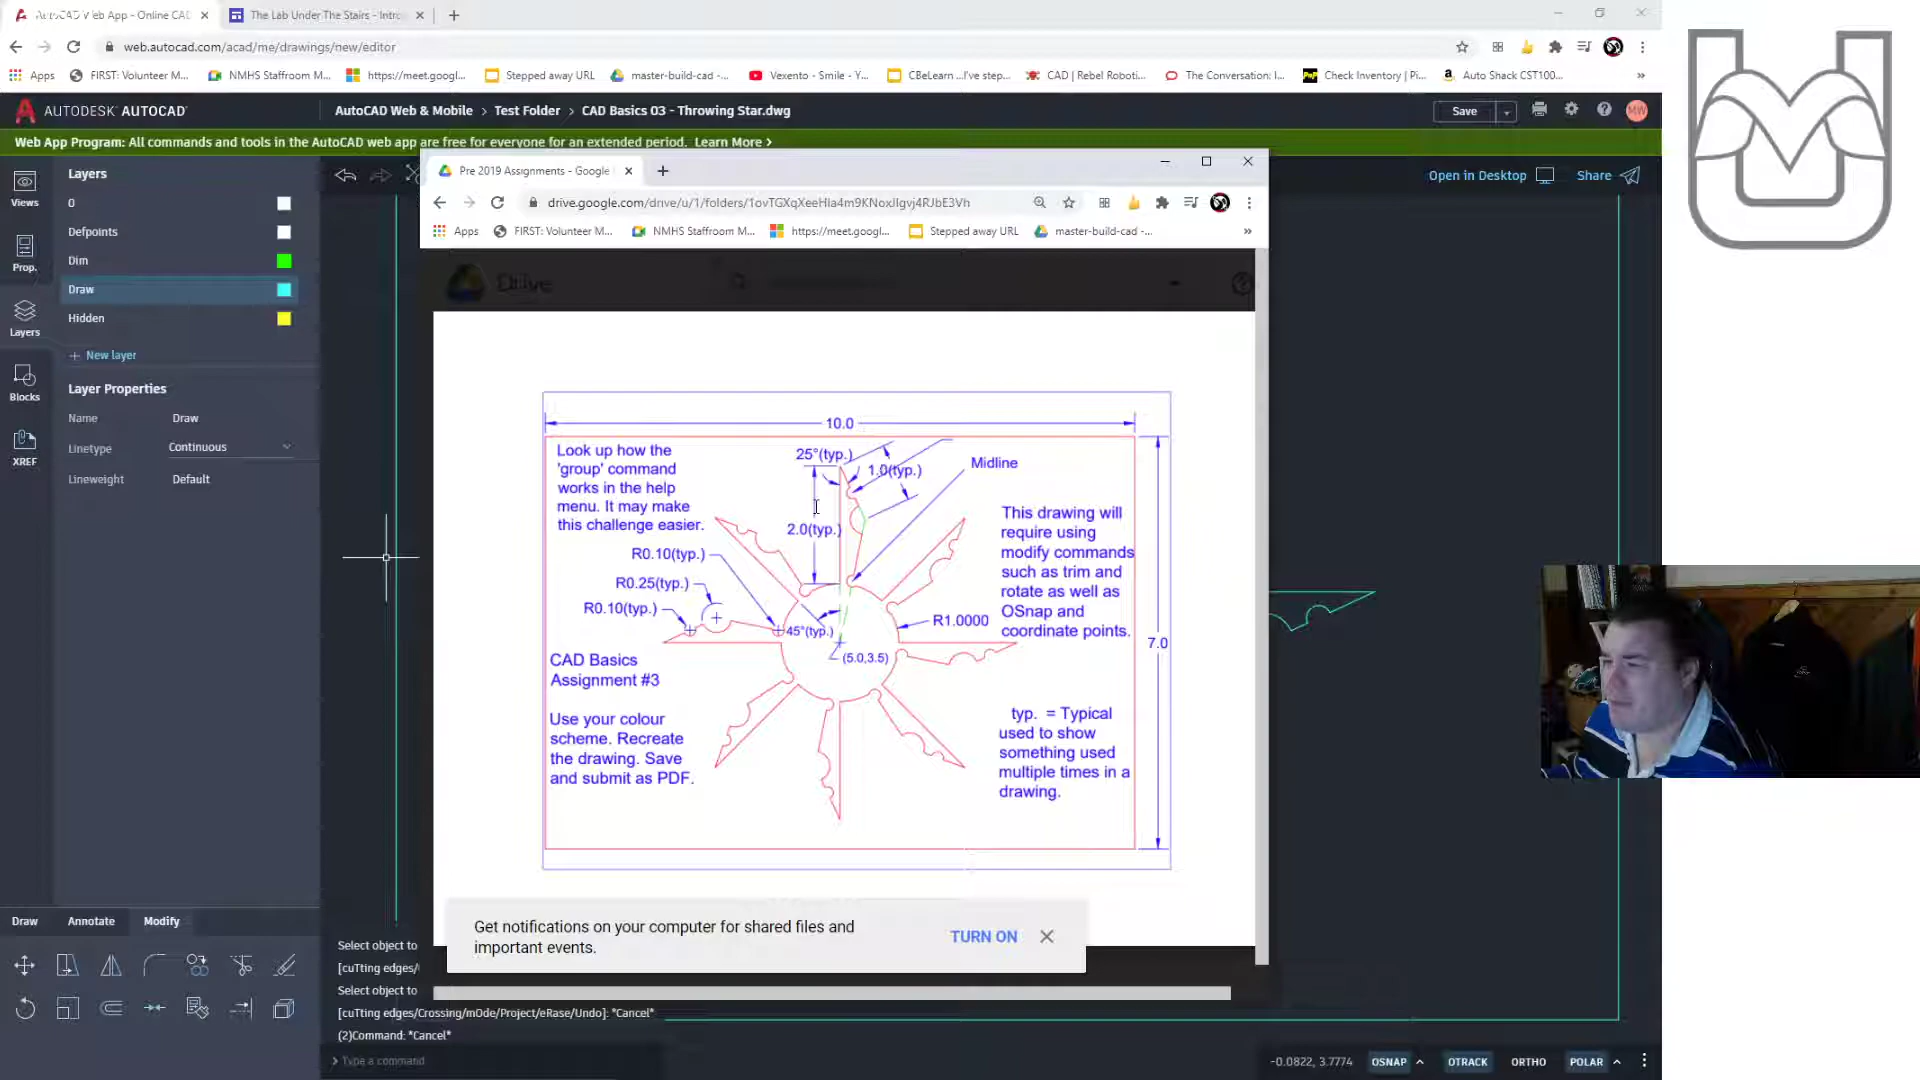 AutoCAD Web App - Online CAD
The Lab Under The Stairs - Intro
web.autocad.com/acad/me/drawings/new/editor
Apps
FIRST: Volunteer M...
NMHS Staffroom M...
https://meet.googl...
Stepped away URL
master-build-cad -...
Vexento - Smile - Y...
CBeLearn ...I've step...
CAD | Rebel Roboti...
The Conversation: I...
Check Inventory | Pi...
Auto Shack CST100...
AUTODESK® AUTOCAD®
AutoCAD Web & Mobile > Test Folder > CAD Basics 03 - Throwing Star.dwg
Save
MW
Web App Program: All commands and tools in the AutoCAD web app are free for everyone for an extended period. Learn More >
Views
Prop.
Layers
Blocks
XREF
Layers
0
Defpoints
Dim
Draw
Hidden
+ New layer
Layer Properties
Name Draw
Linetype Continuous
Lineweight Default
Open in Desktop
Share
Pre 2019 Assignments - Google
drive.google.com/drive/u/1/folders/1ovTGXqXeeHIa4m9KNoxJIgvj4RJbE3Vh
Apps
FIRST: Volunteer M...
NMHS Staffroom M...
https://meet.googl...
Stepped away URL
master-build-cad -...
Drive
10.0
Look up how the
'group' command
works in the help
menu. It may make
this challenge easier.
25°(typ.)
1.0(typ.)
Midline
2.0(typ.)
R0.10(typ.)
R0.25(typ.)
R0.10(typ.)
45°(typ.)
R1.0000
(5.0,3.5)
7.0
This drawing will
require using
modify commands
such as trim and
rotate as well as
OSnap and
coordinate points.
CAD Basics
Assignment #3
Use your colour
scheme. Recreate
the drawing. Save
and submit as PDF.
typ. = Typical
used to show
something used
multiple times in a
drawing.
Get notifications on your computer for shared files and
important events.
TURN ON
Draw
Annotate
Modify
Select object to
[cuTting edges/
Select object to
[cuTting edges/Crossing/mOde/Project/eRase/Undo]: *Cancel*
(2)Command: *Cancel*
Type a command
-0.0822, 3.7774
OSNAP
OTRACK
ORTHO
POLAR